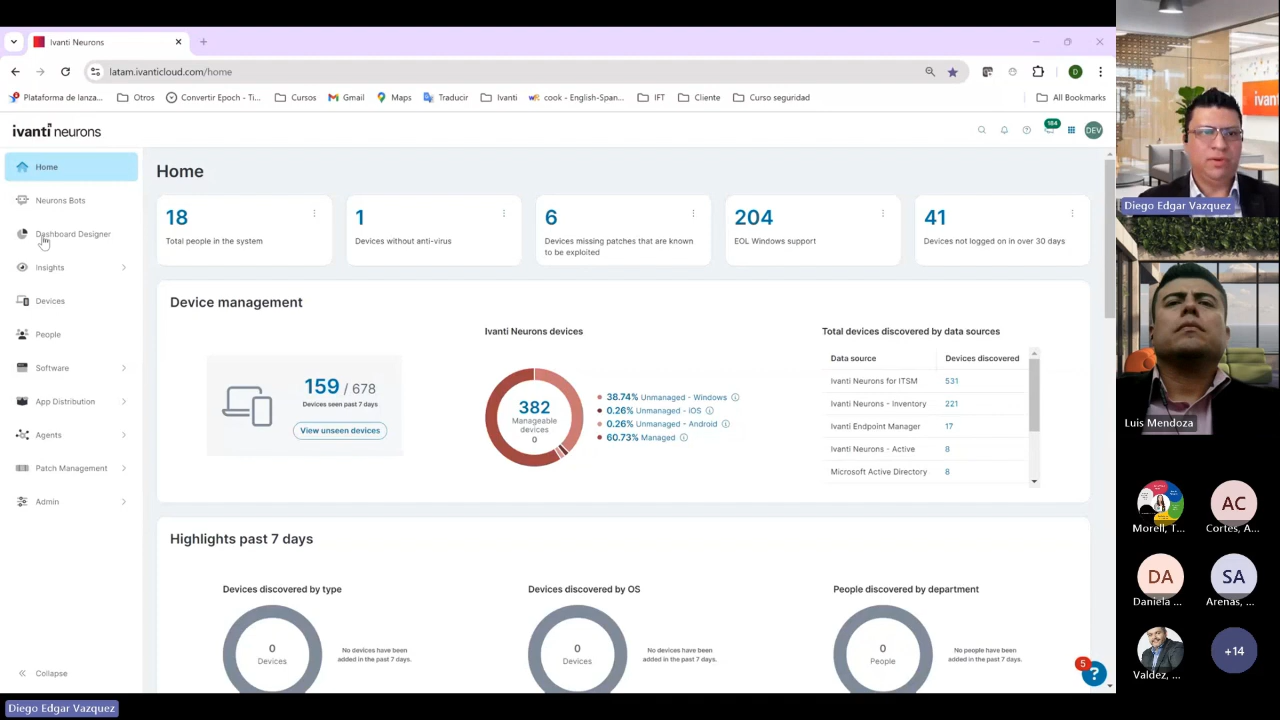 Ivanti Neurons
latam.ivanticloud.com/home
D
Plataforma de lanza...
Otros
Convertir Epoch - Ti...
Cursos
Gmail
Maps
Traducir
Ivanti
cook - English-Span...
IFT
Cliente
Curso seguridad
All Bookmarks
ivanti neurons
184
DEV
Home
Neurons Bots
Dashboard Designer
Insights
Devices
People
Software
App Distribution
Agents
Patch Management
Admin
Collapse
Home
18
Total people in the system
1
Devices without anti-virus
6
Devices missing patches that are known
to be exploited
204
EOL Windows support
41
Devices not logged on in over 30 days
Device management
159 / 678
Devices seen past 7 days
View unseen devices
Ivanti Neurons devices
382
Manageable
devices
0
38.74% Unmanaged - Windows
0.26% Unmanaged - iOS
0.26% Unmanaged - Android
60.73% Managed
Total devices discovered by data sources
Data source Devices discovered
Ivanti Neurons for ITSM 531
Ivanti Neurons - Inventory 221
Ivanti Endpoint Manager 17
Ivanti Neurons - Active 8
Microsoft Active Directory 8
Highlights past 7 days
Devices discovered by type
0
Devices
No devices have been
added in the past 7 days.
Devices discovered by OS
0
Devices
No devices have been
added in the past 7 days.
People discovered by department
0
People
No people have been
added in the past 7 days.
5
?
ivant
Diego Edgar Vazquez
Luis Mendoza
Morell, T...
AC
Cortes, A...
DA
Daniela ...
SA
Arenas, ...
Valdez, ...
+14
Diego Edgar Vazquez